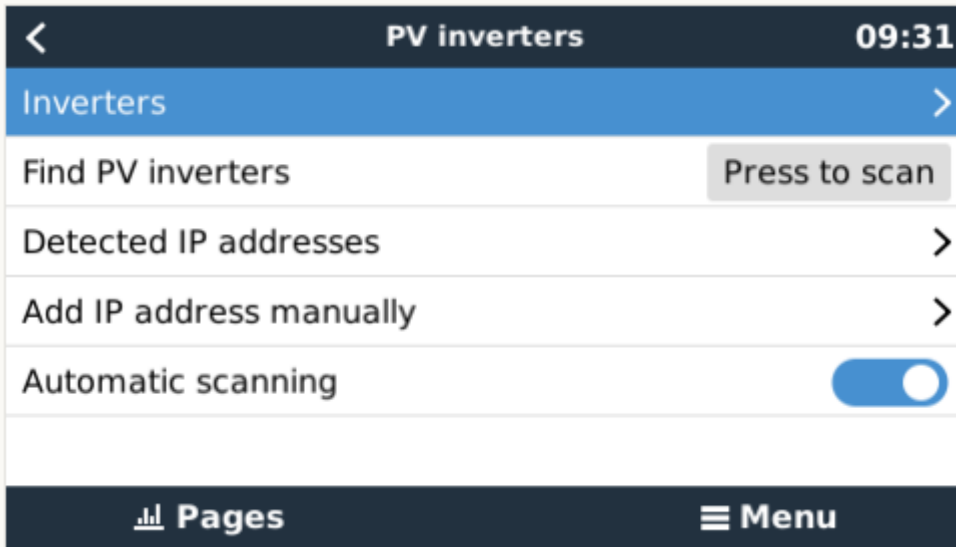 PV inverters 09:31
Inverters
Find PV inverters Press to scan
Detected IP addresses
Add IP address manually
Automatic scanning
Pages Menu